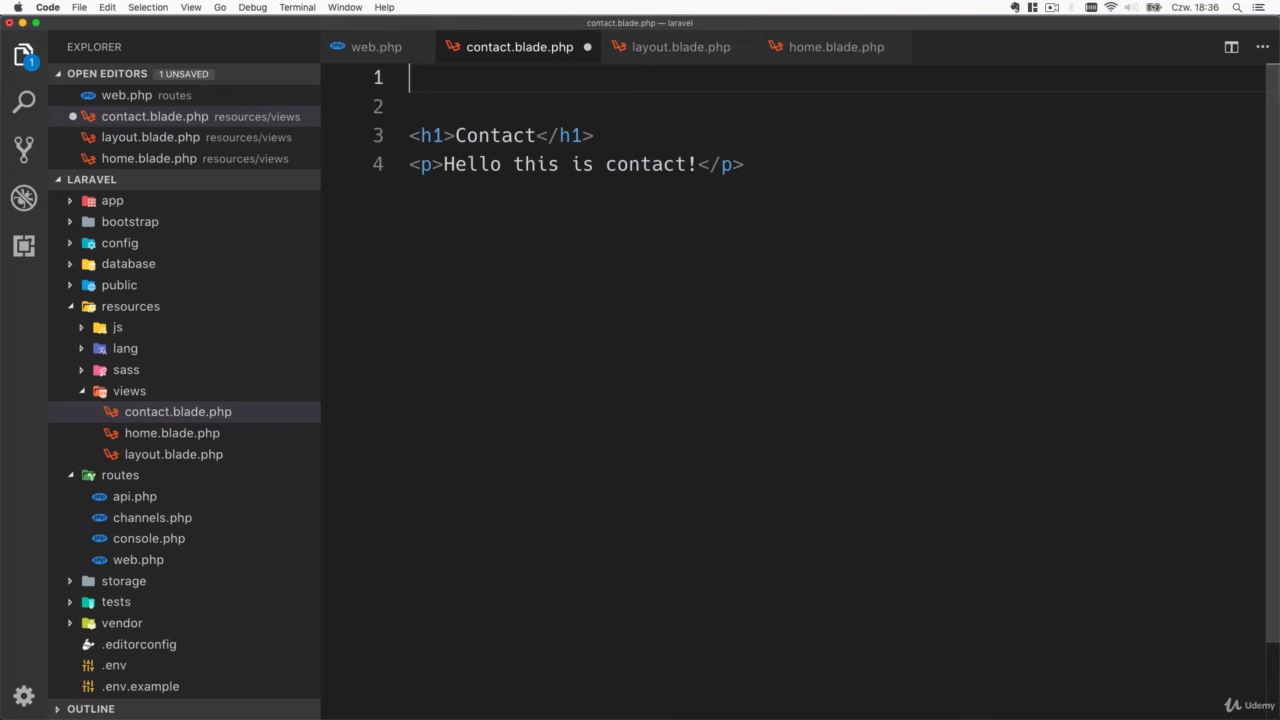 Code File Edit Selection View Go Debug Terminal Window Help Czw. 18:36
contact.blade.php — laravel
EXPLORER
OPEN EDITORS 1 UNSAVED
web.php routes
contact.blade.php resources/views
layout.blade.php resources/views
home.blade.php resources/views
LARAVEL
app
bootstrap
config
database
public
resources
js
lang
sass
views
contact.blade.php
home.blade.php
layout.blade.php
routes
api.php
channels.php
console.php
web.php
storage
tests
vendor
.editorconfig
.env
.env.example
OUTLINE
1
web.php contact.blade.php layout.blade.php home.blade.php
1
2
3 <h1>Contact</h1>
4 <p>Hello this is contact!</p>
Udemy